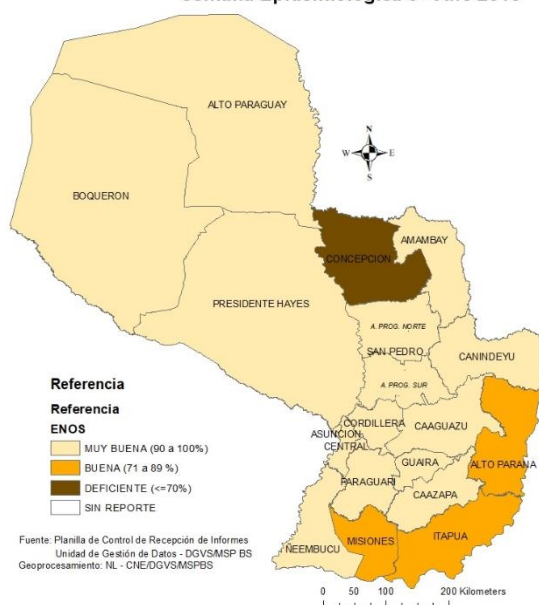 ALTO PARAGUAY
N
W E
S
BOQUERON
AMAMBAY
CONCEPCION
PRESIDENTE HAYES
A. PROG. NORTE
SAN PEDRO
CANINDEYU
A. PROG. SUR
Referencia
Referencia
ENOS
MUY BUENA (90 a 100%)
BUENA (71 a 89 %)
DEFICIENTE (<=70%)
SIN REPORTE
CORDILLERA
ASUNCION
CENTRAL
CAAGUAZU
GUAIRA
ALTO PARANA
PARAGUARI
CAAZAPA
ÑEEMBUCU
MISIONES
ITAPUA
Fuente: Planilla de Control de Recepción de Informes
Unidad de Gestión de Datos - DGVS/MSP BS
Geoprocesamiento: NL - CNE/DGVS/MSPBS
0 50 100 200 Kilometers